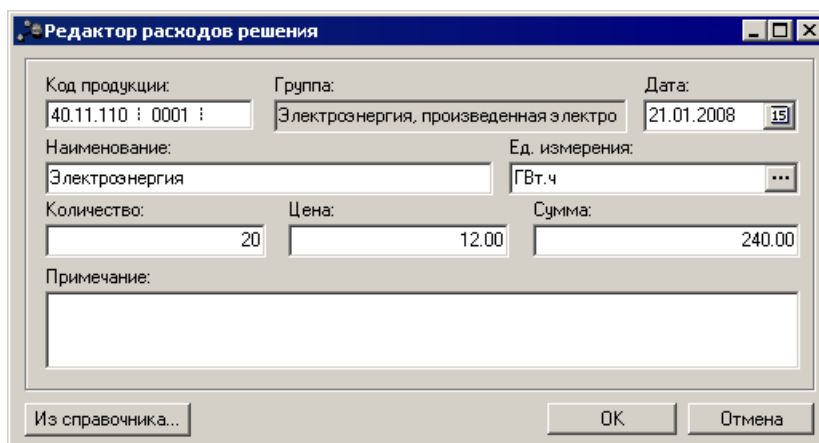 Редактор расходов решения
Код продукции: Группа: Дата:
40.11.110 ⁞ 0001 ⁞ Электроэнергия, произведенная электро 21.01.2008 15
Наименование: Ед. измерения:
Электроэнергия ГВт.ч ...
Количество: Цена: Сумма:
20 12.00 240.00
Примечание:
Из справочника... OK Отмена